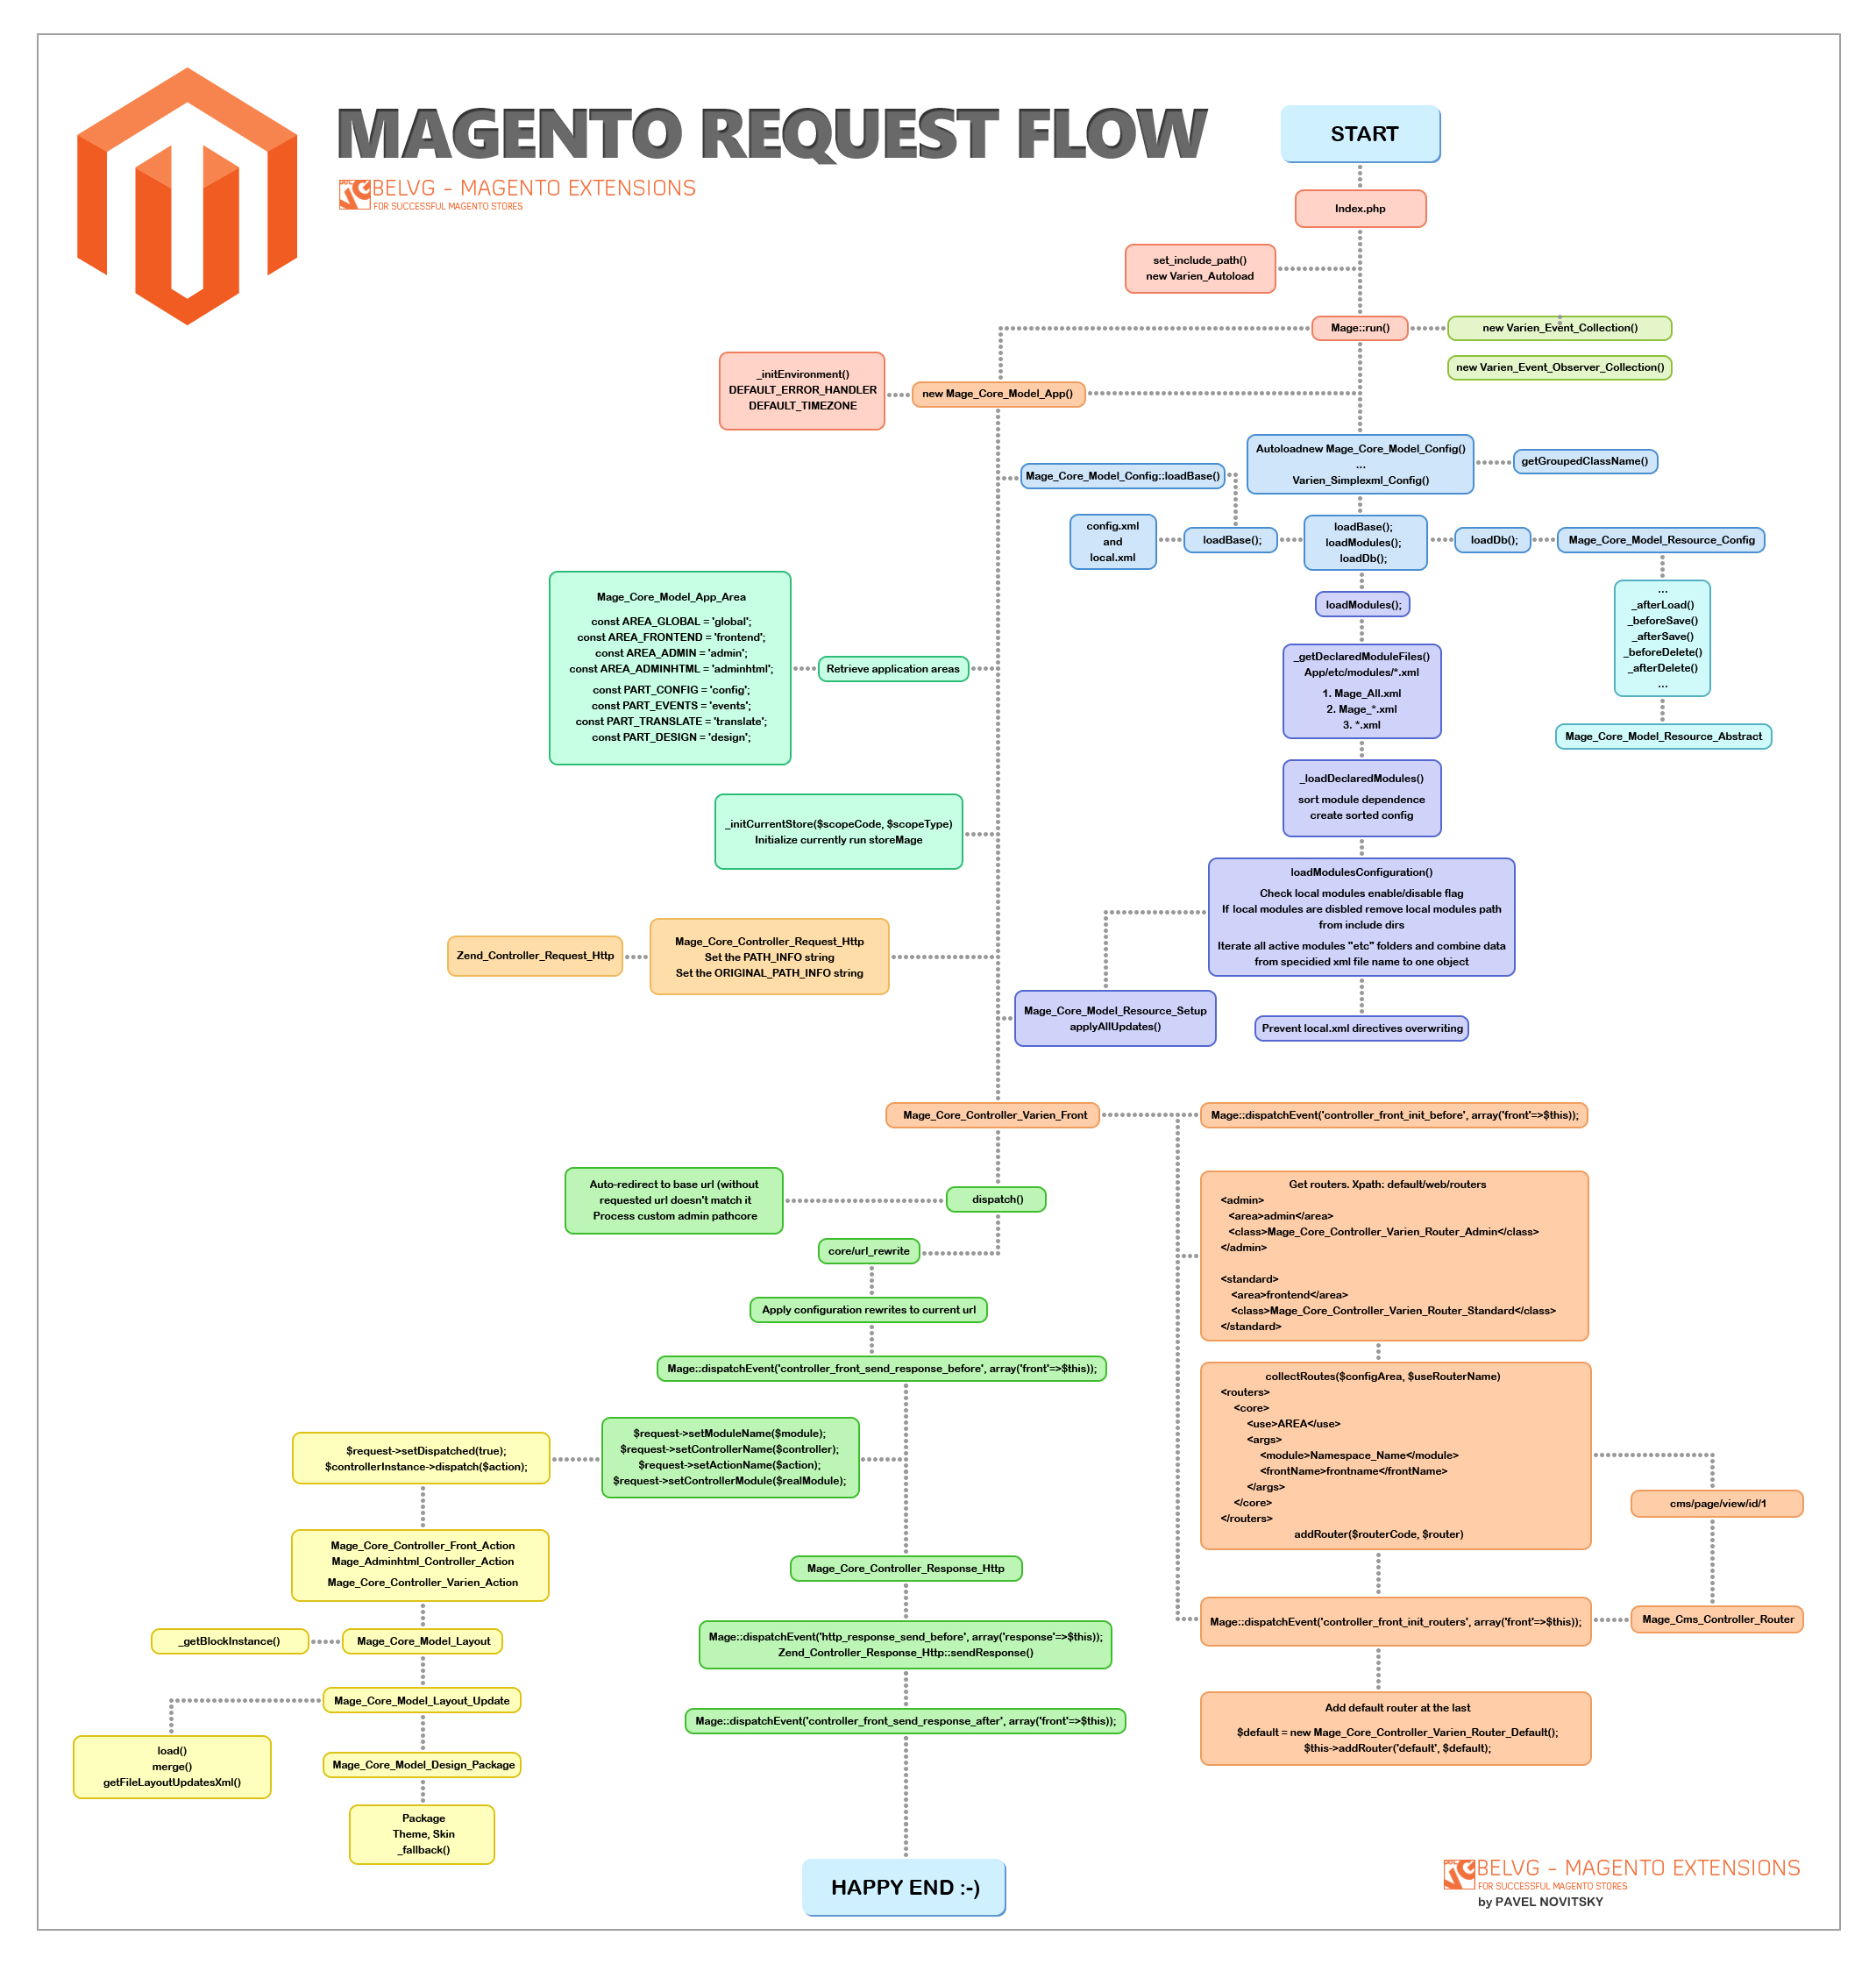 MAGENTO REQUEST FLOW
BELVG - MAGENTO EXTENSIONS
FOR SUCCESSFUL MAGENTO STORES
START
Index.php
set_include_path()
new Varien_Autoload
Mage::run()
new Varien_Event_Collection()
new Varien_Event_Observer_Collection()
_initEnvironment()
DEFAULT_ERROR_HANDLER
DEFAULT_TIMEZONE
new Mage_Core_Model_App()
Autoloadnew Mage_Core_Model_Config()
...
Varien_Simplexml_Config()
getGroupedClassName()
Mage_Core_Model_Config::loadBase()
config.xml
and
local.xml
loadBase();
loadBase();
loadModules();
loadDb();
loadDb();
Mage_Core_Model_Resource_Config
...
_afterLoad()
_beforeSave()
_afterSave()
_beforeDelete()
_afterDelete()
...
Mage_Core_Model_Resource_Abstract
loadModules();
_getDeclaredModuleFiles()
App/etc/modules/*.xml
1. Mage_All.xml
2. Mage_*.xml
3. *.xml
_loadDeclaredModules()
sort module dependence
create sorted config
loadModulesConfiguration()
Check local modules enable/disable flag
If local modules are disbled remove local modules path
from include dirs
Iterate all active modules "etc" folders and combine data
from specidied xml file name to one object
Prevent local.xml directives overwriting
Mage_Core_Model_Resource_Setup
applyAllUpdates()
Mage_Core_Model_App_Area
const AREA_GLOBAL = 'global';
const AREA_FRONTEND = 'frontend';
const AREA_ADMIN = 'admin';
const AREA_ADMINHTML = 'adminhtml';
const PART_CONFIG = 'config';
const PART_EVENTS = 'events';
const PART_TRANSLATE = 'translate';
const PART_DESIGN = 'design';
Retrieve application areas
_initCurrentStore($scopeCode, $scopeType)
Initialize currently run storeMage
Zend_Controller_Request_Http
Mage_Core_Controller_Request_Http
Set the PATH_INFO string
Set the ORIGINAL_PATH_INFO string
Mage_Core_Controller_Varien_Front
Mage::dispatchEvent('controller_front_init_before', array('front'=>$this));
Auto-redirect to base url (without
requested url doesn't match it
Process custom admin pathcore
dispatch()
core/url_rewrite
Apply configuration rewrites to current url
Mage::dispatchEvent('controller_front_send_response_before', array('front'=>$this));
Get routers. Xpath: default/web/routers
<admin>
<area>admin</area>
<class>Mage_Core_Controller_Varien_Router_Admin</class>
</admin>
<standard>
<area>frontend</area>
<class>Mage_Core_Controller_Varien_Router_Standard</class>
</standard>
collectRoutes($configArea, $useRouterName)
<routers>
<core>
<use>AREA</use>
<args>
<module>Namespace_Name</module>
<frontName>frontname</frontName>
</args>
</core>
</routers>
addRouter($routerCode, $router)
cms/page/view/id/1
Mage::dispatchEvent('controller_front_init_routers', array('front'=>$this));
Mage_Cms_Controller_Router
Add default router at the last
$default = new Mage_Core_Controller_Varien_Router_Default();
$this->addRouter('default', $default);
$request->setDispatched(true);
$controllerInstance->dispatch($action);
$request->setModuleName($module);
$request->setControllerName($controller);
$request->setActionName($action);
$request->setControllerModule($realModule);
Mage_Core_Controller_Front_Action
Mage_Adminhtml_Controller_Action
Mage_Core_Controller_Varien_Action
_getBlockInstance()
Mage_Core_Model_Layout
Mage_Core_Model_Layout_Update
load()
merge()
getFileLayoutUpdatesXml()
Mage_Core_Model_Design_Package
Package
Theme, Skin
_fallback()
Mage_Core_Controller_Response_Http
Mage::dispatchEvent('http_response_send_before', array('response'=>$this));
Zend_Controller_Response_Http::sendResponse()
Mage::dispatchEvent('controller_front_send_response_after', array('front'=>$this));
HAPPY END :-)
BELVG - MAGENTO EXTENSIONS
FOR SUCCESSFUL MAGENTO STORES
by PAVEL NOVITSKY